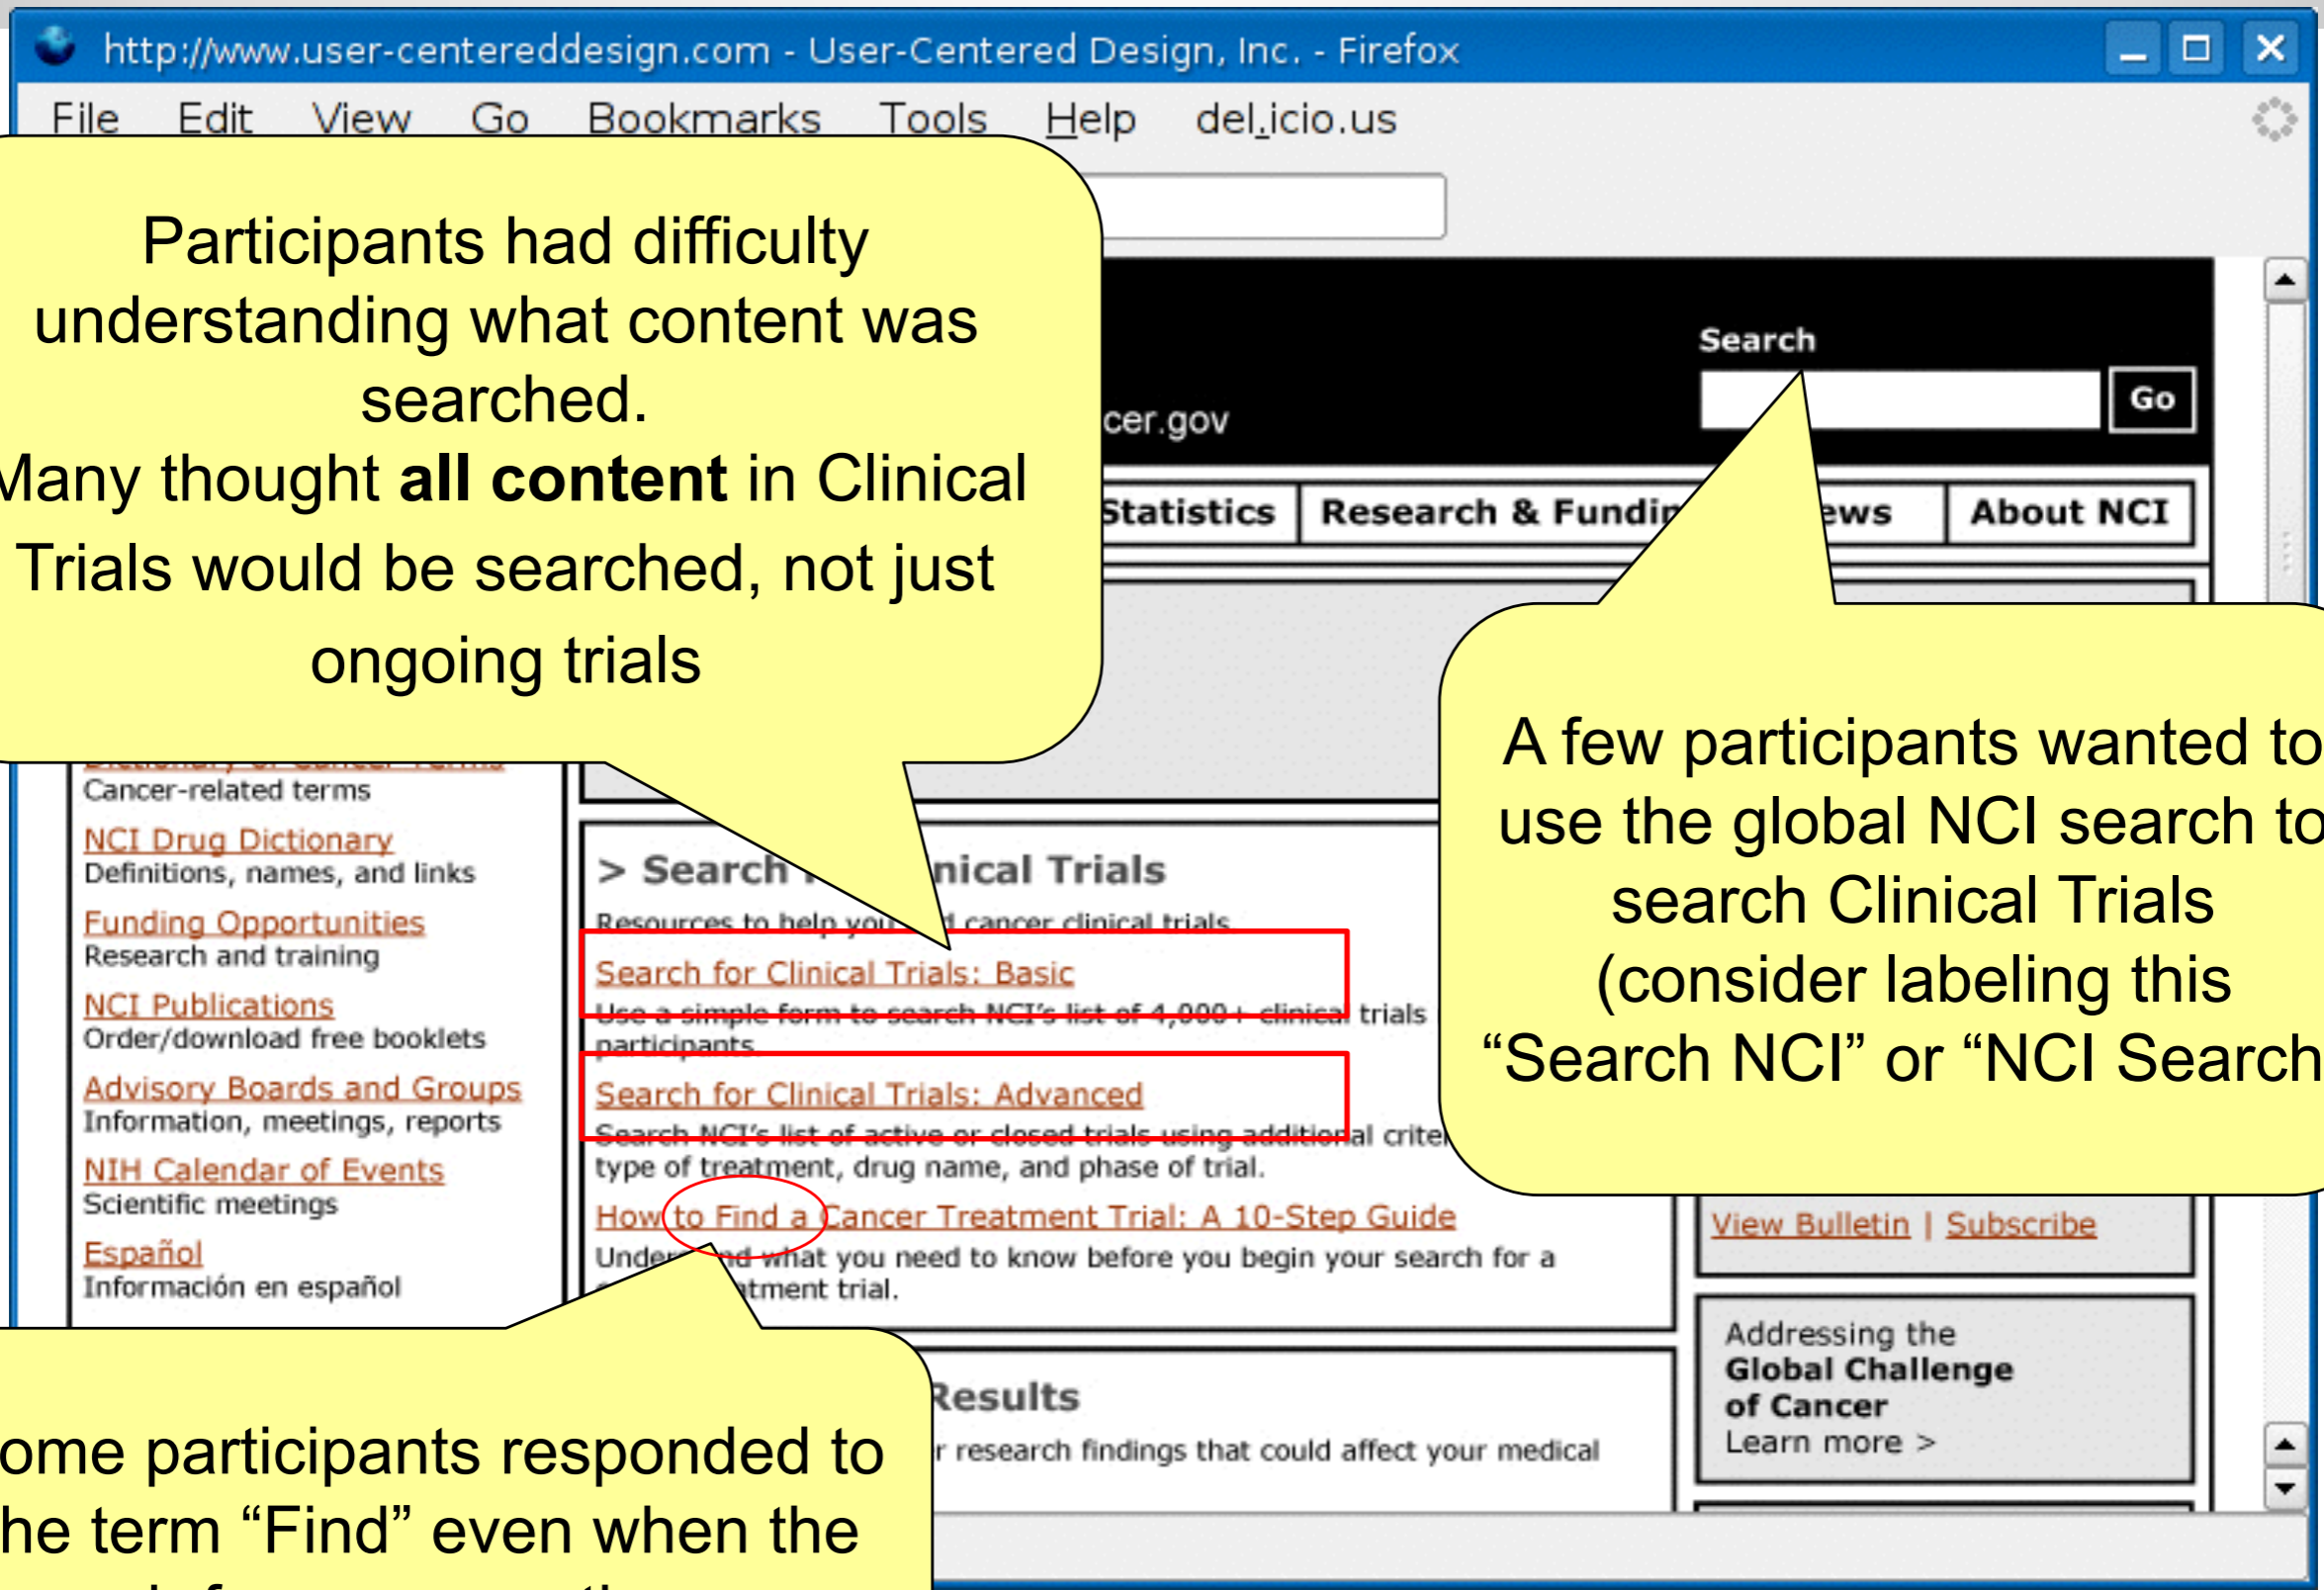 http://www.user-centereddesign.com - User-Centered Design, Inc. - Firefox
File Edit View Go Bookmarks Tools Help del.icio.us
Participants had difficulty
understanding what content was
searched.
Many thought all content in Clinical
Trials would be searched, not just
ongoing trials
Search
Go
cer.gov
Statistics
Research & Fundin
ews
About NCI
A few participants wanted to
use the global NCI search to
search Clinical Trials
(consider labeling this
“Search NCI” or “NCI Search
Dictionary of Cancer Terms
Cancer-related terms
NCI Drug Dictionary
Definitions, names, and links
Funding Opportunities
Research and training
NCI Publications
Order/download free booklets
Advisory Boards and Groups
Information, meetings, reports
NIH Calendar of Events
Scientific meetings
Español
Información en español
> Search nical Trials
Resources to help you cancer clinical trials
Search for Clinical Trials: Basic
Use a simple form to search NCI's list of 4,000+ clinical trials
participants.
Search for Clinical Trials: Advanced
Search NCI's list of active or closed trials using additional crite
type of treatment, drug name, and phase of trial.
How to Find a Cancer Treatment Trial: A 10-Step Guide
Understand what you need to know before you begin your search for a
tment trial.
View Bulletin | Subscribe
Addressing the
Global Challenge
of Cancer
Learn more >
Results
r research findings that could affect your medical
ome participants responded to
he term “Find” even when the